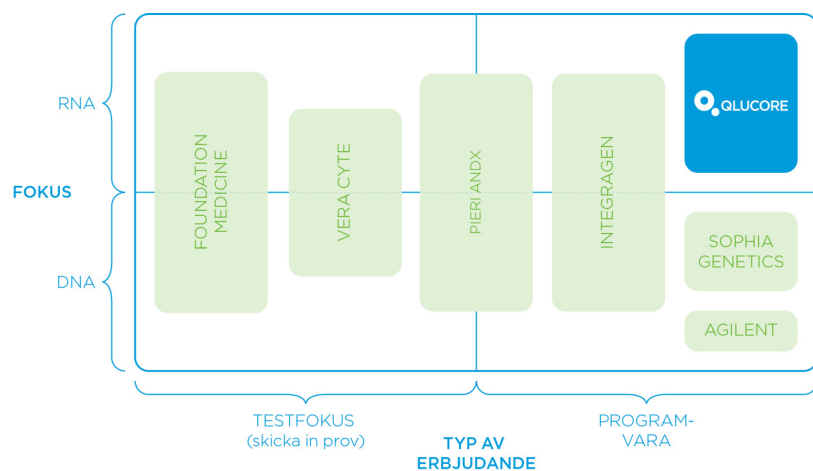 RNA
FOKUS
DNA
FOUNDATION
MEDICINE
VERA CYTE
PIERI ANDX
INTEGRAGEN
QLUCORE
SOPHIA
GENETICS
AGILENT
TESTFOKUS
(skicka in prov)
TYP AV
ERBJUDANDE
PROGRAM-
VARA